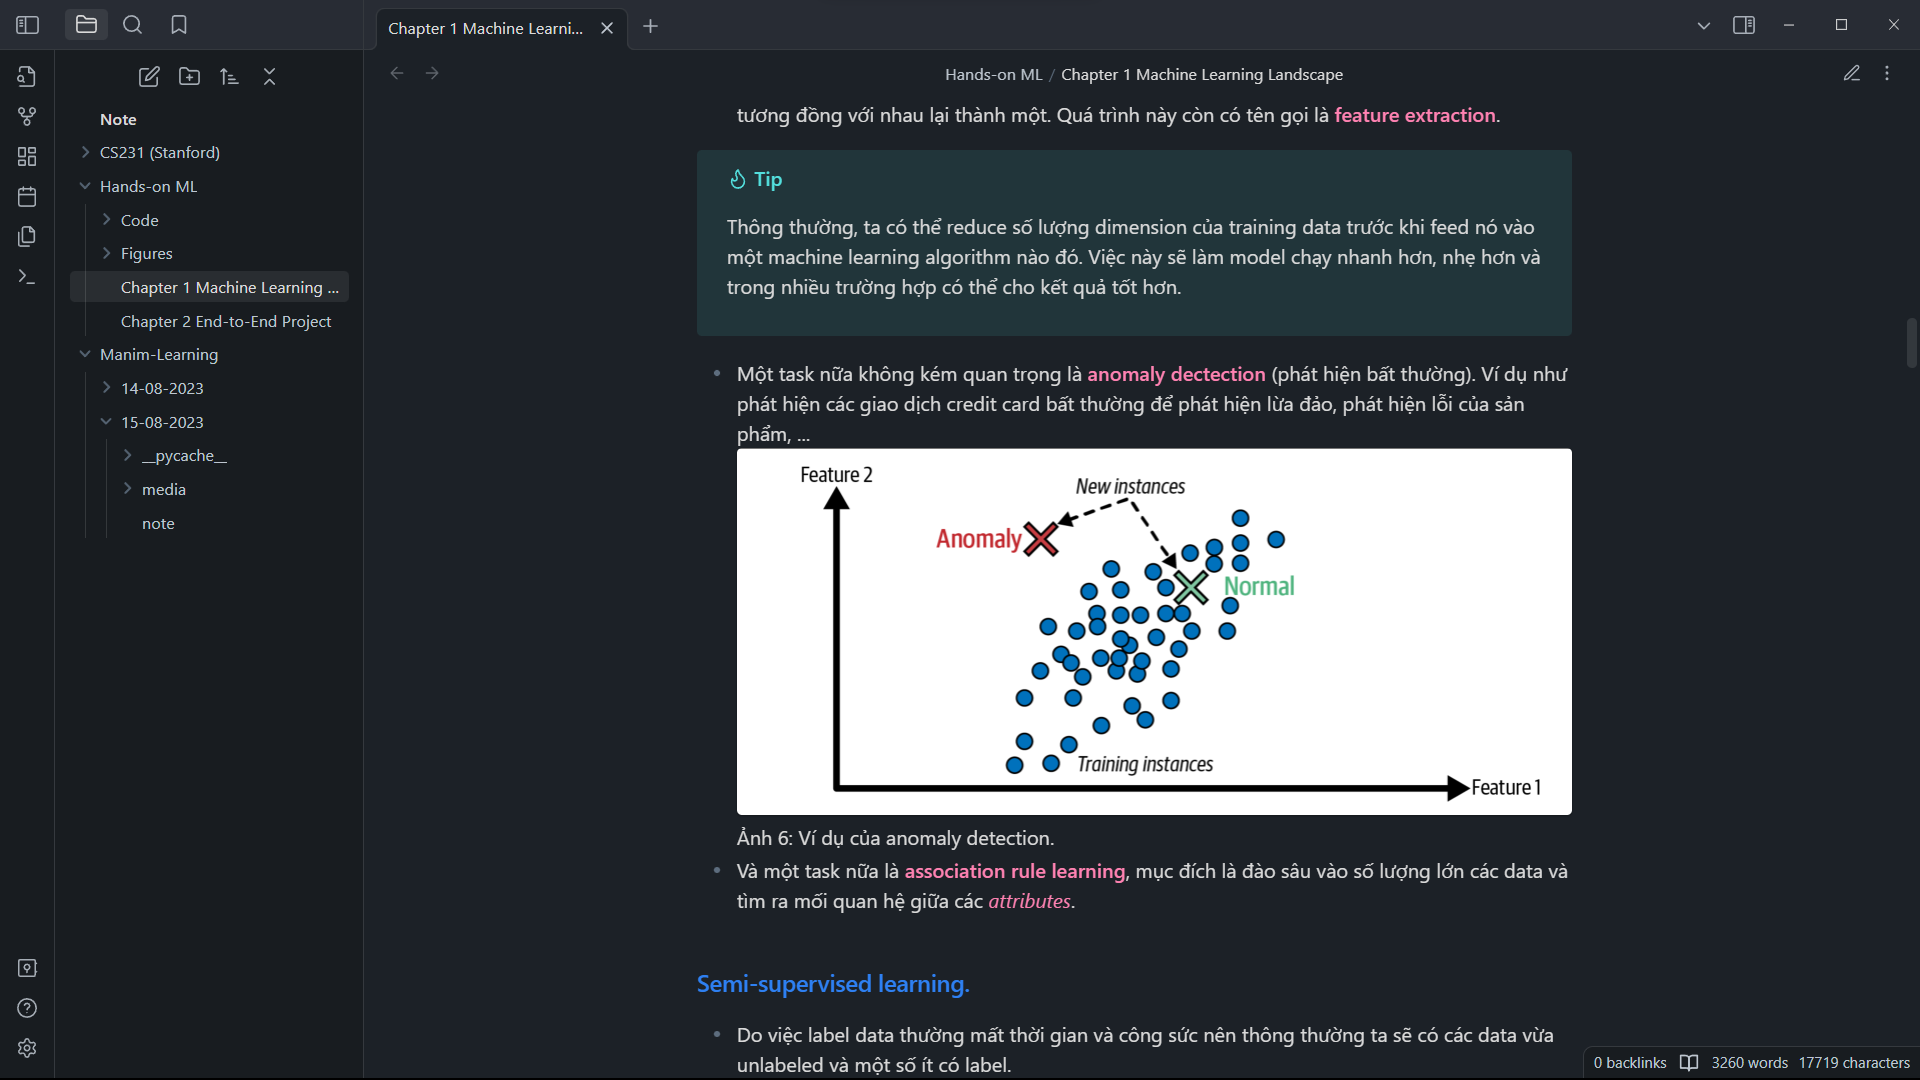 Chapter 1 Machine Learni...
Note
CS231 (Stanford)
Hands-on ML
Code
Figures
Chapter 1 Machine Learning ...
Chapter 2 End-to-End Project
Manim-Learning
14-08-2023
15-08-2023
__pycache__
media
note
Hands-on ML / Chapter 1 Machine Learning Landscape
tương đồng với nhau lại thành một. Quá trình này còn có tên gọi là feature extraction.
Tip
Thông thường, ta có thể reduce số lượng dimension của training data trước khi feed nó vào
một machine learning algorithm nào đó. Việc này sẽ làm model chạy nhanh hơn, nhẹ hơn và
trong nhiều trường hợp có thể cho kết quả tốt hơn.
Một task nữa không kém quan trọng là anomaly dectection (phát hiện bất thường). Ví dụ như
phát hiện các giao dịch credit card bất thường để phát hiện lừa đảo, phát hiện lỗi của sản
phẩm, ...
Feature 2
New instances
Anomaly
Normal
Training instances
Feature 1
Ảnh 6: Ví dụ của anomaly detection.
Và một task nữa là association rule learning, mục đích là đào sâu vào số lượng lớn các data và
tìm ra mối quan hệ giữa các attributes.
Semi-supervised learning.
Do việc label data thường mất thời gian và công sức nên thông thường ta sẽ có các data vừa
unlabeled và một số ít có label.
0 backlinks 3260 words 17719 characters